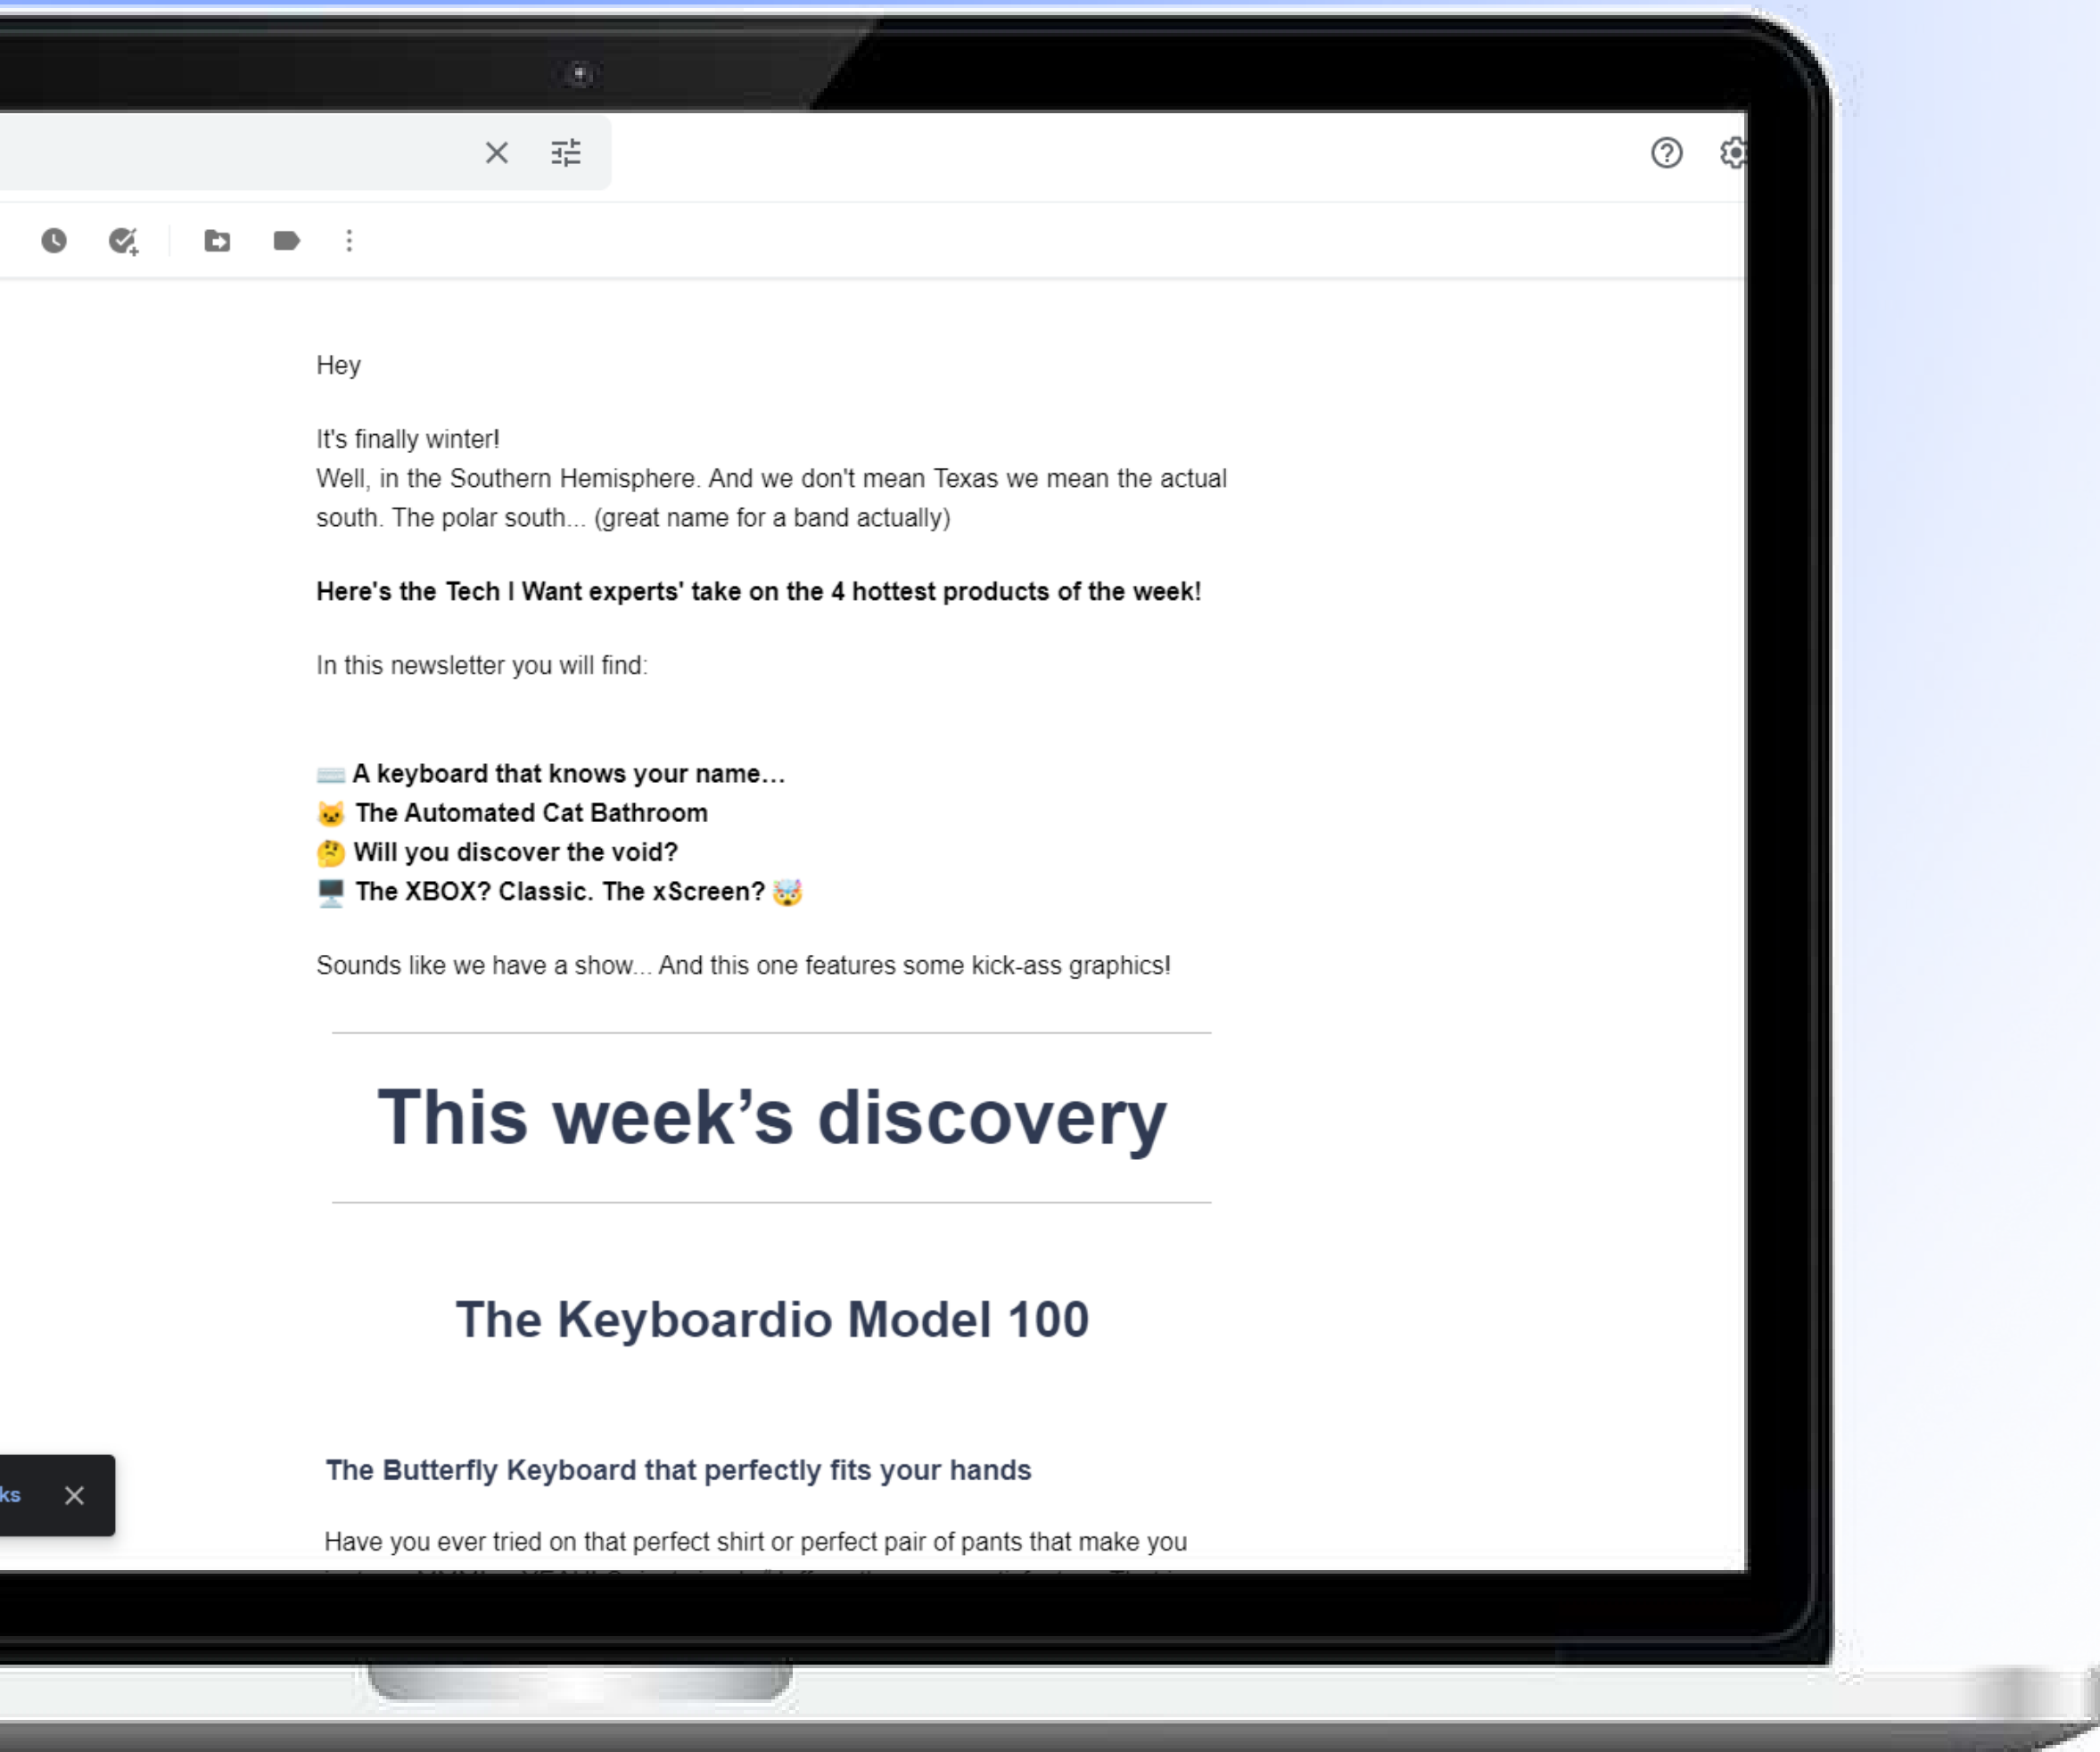 Hey
It's finally winter!
Well, in the Southern Hemisphere. And we don't mean Texas we mean the actual
south. The polar south... (great name for a band actually)
Here's the Tech I Want experts' take on the 4 hottest products of the week!
In this newsletter you will find:
⌨️ A keyboard that knows your name…
🐱 The Automated Cat Bathroom
🤔 Will you discover the void?
🖥️ The XBOX? Classic. The xScreen? 🤯
Sounds like we have a show... And this one features some kick-ass graphics!
This week’s discovery
The Keyboardio Model 100
The Butterfly Keyboard that perfectly fits your hands
ks
Have you ever tried on that perfect shirt or perfect pair of pants that make you